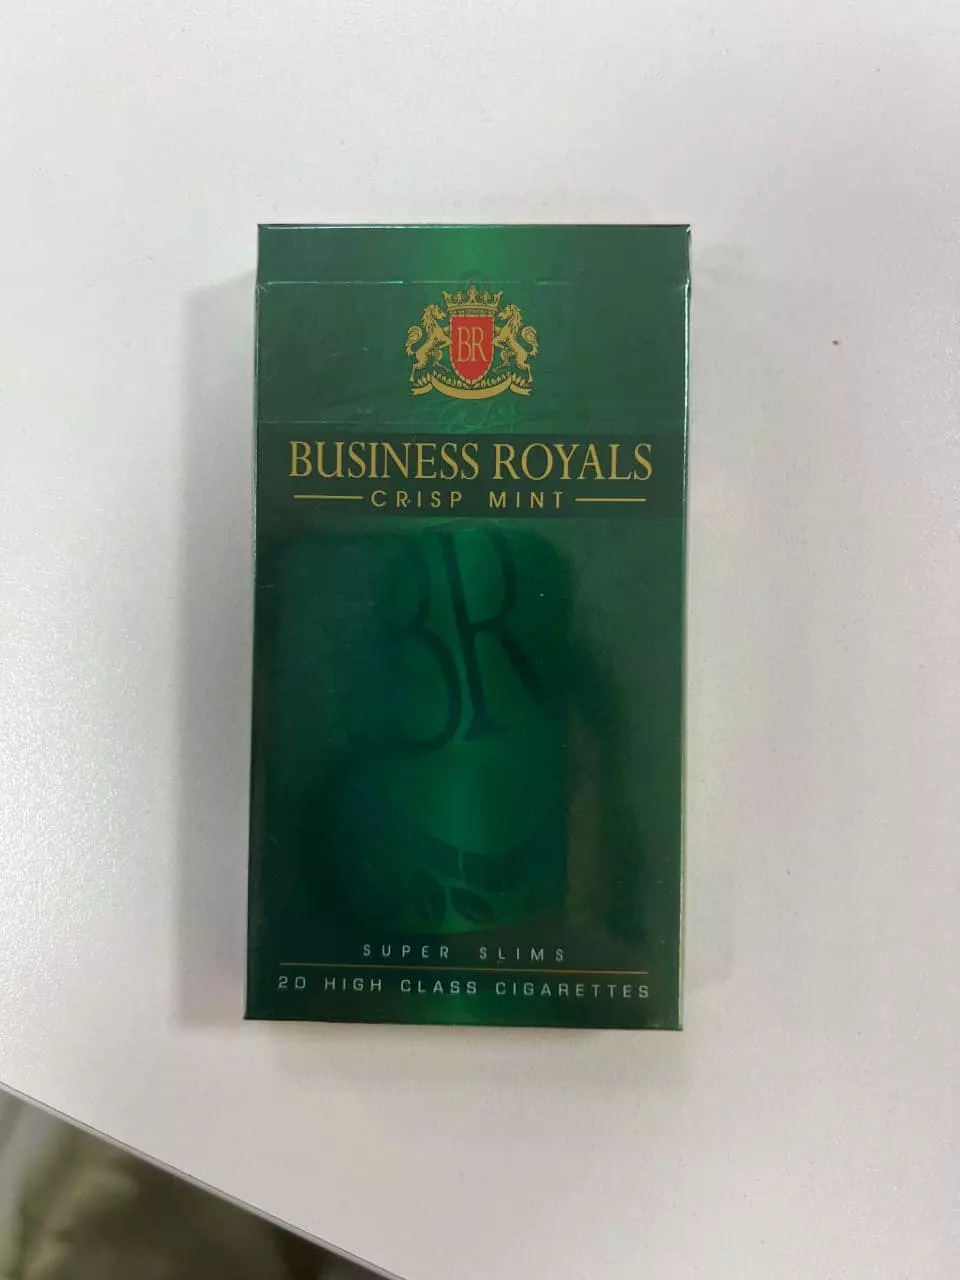 BR
BUSINESS ROYALS
CRISP MINT
BR
SUPER SLIMS
20 HIGH CLASS CIGARETTES